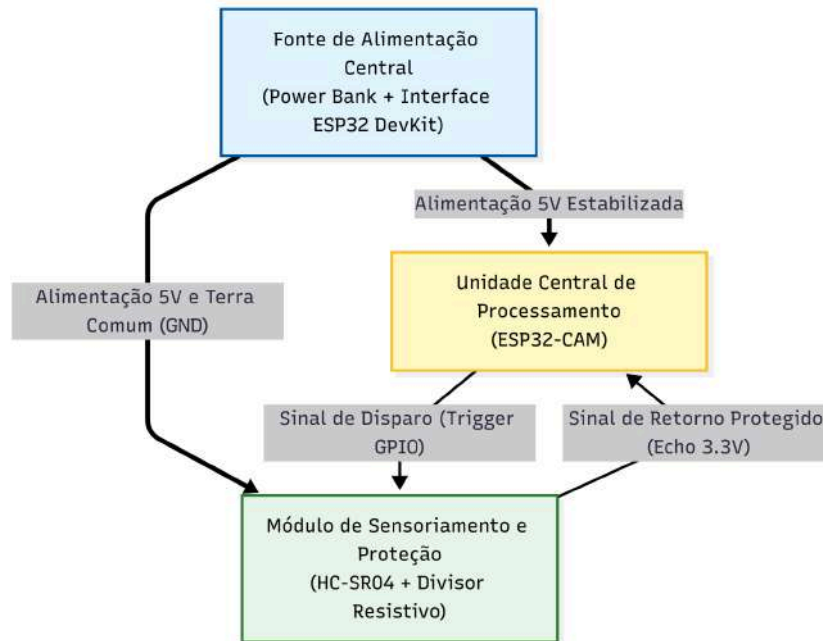 Fonte de Alimentação
Central
(Power Bank + Interface
ESP32 DevKit)
Alimentação 5V Estabilizada
Alimentação 5V e Terra
Comum (GND)
Unidade Central de
Processamento
(ESP32-CAM)
Sinal de Disparo (Trigger
GPIO)
Sinal de Retorno Protegido
(Echo 3.3V)
Módulo de Sensoriamento e
Proteção
(HC-SR04 + Divisor
Resistivo)